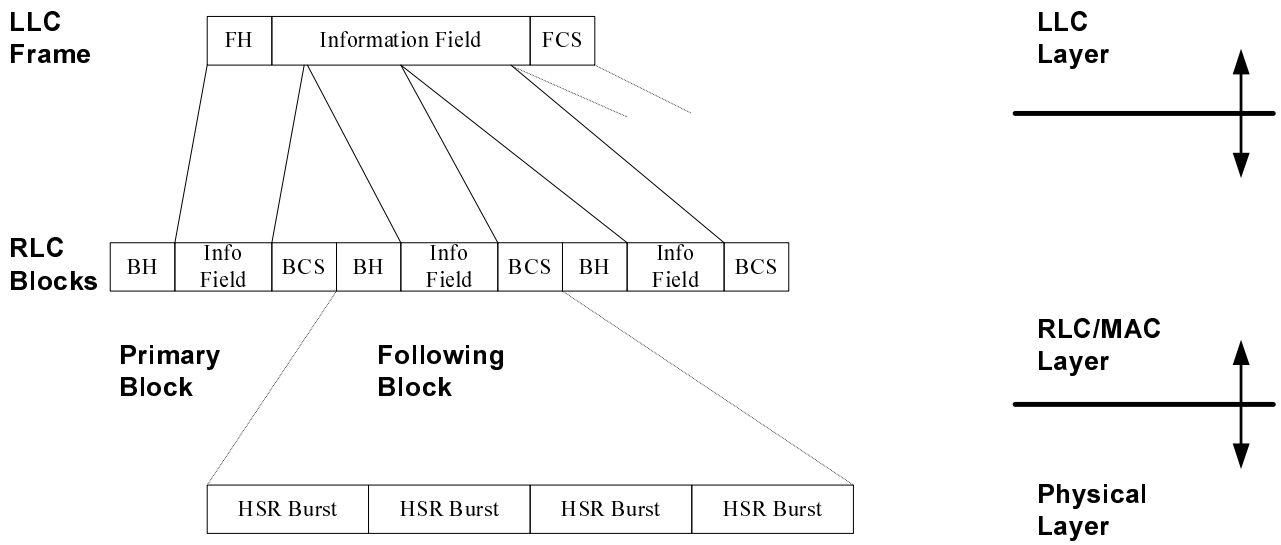 LLC
Frame
FH
Information Field
FCS
LLC
Layer
RLC
Blocks
BH
Info
Field
BCS
BH
Info
Field
BCS
BH
Info
Field
BCS
Primary
Block
Following
Block
RLC/MAC
Layer
HSR Burst
HSR Burst
HSR Burst
HSR Burst
Physical
Layer